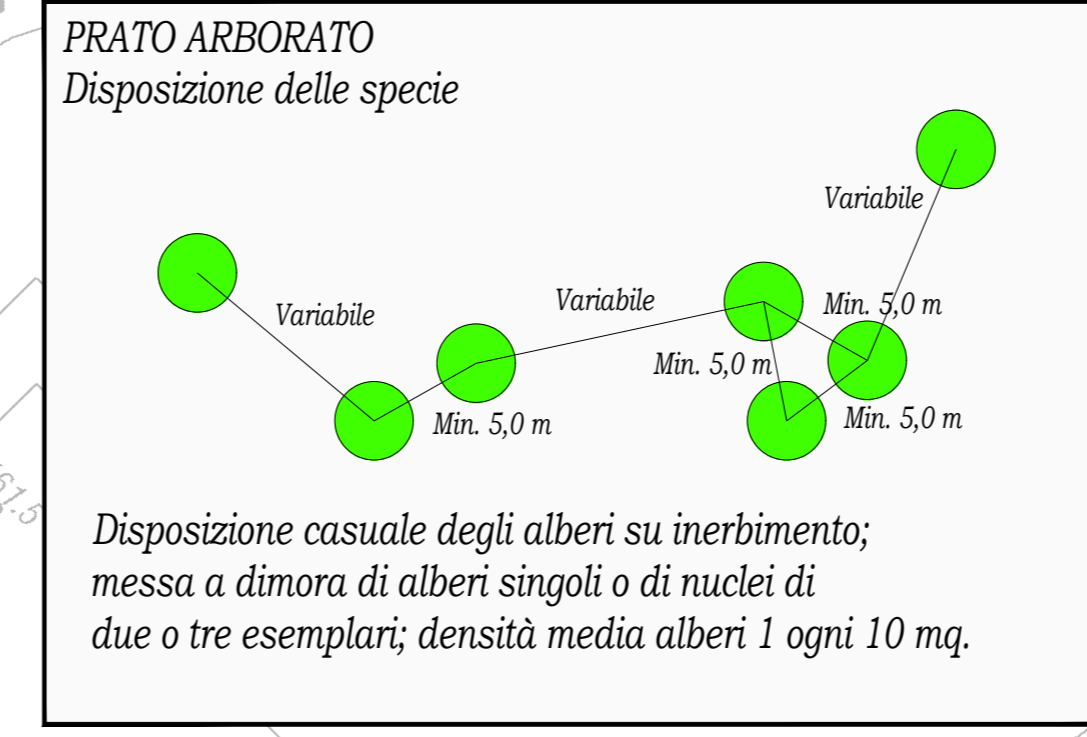 PRATO ARBORATO
Disposizione delle specie
Variabile
Variabile
Variabile
Min. 5,0 m
Min. 5,0 m
Min. 5,0 m
Min. 5,0 m
Disposizione casuale degli alberi su inerbimento;
messa a dimora di alberi singoli o di nuclei di
due o tre esemplari; densità media alberi 1 ogni 10 mq.